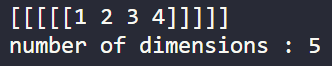 [[[[[1 2 3 4]]]]]
number of dimensions : 5